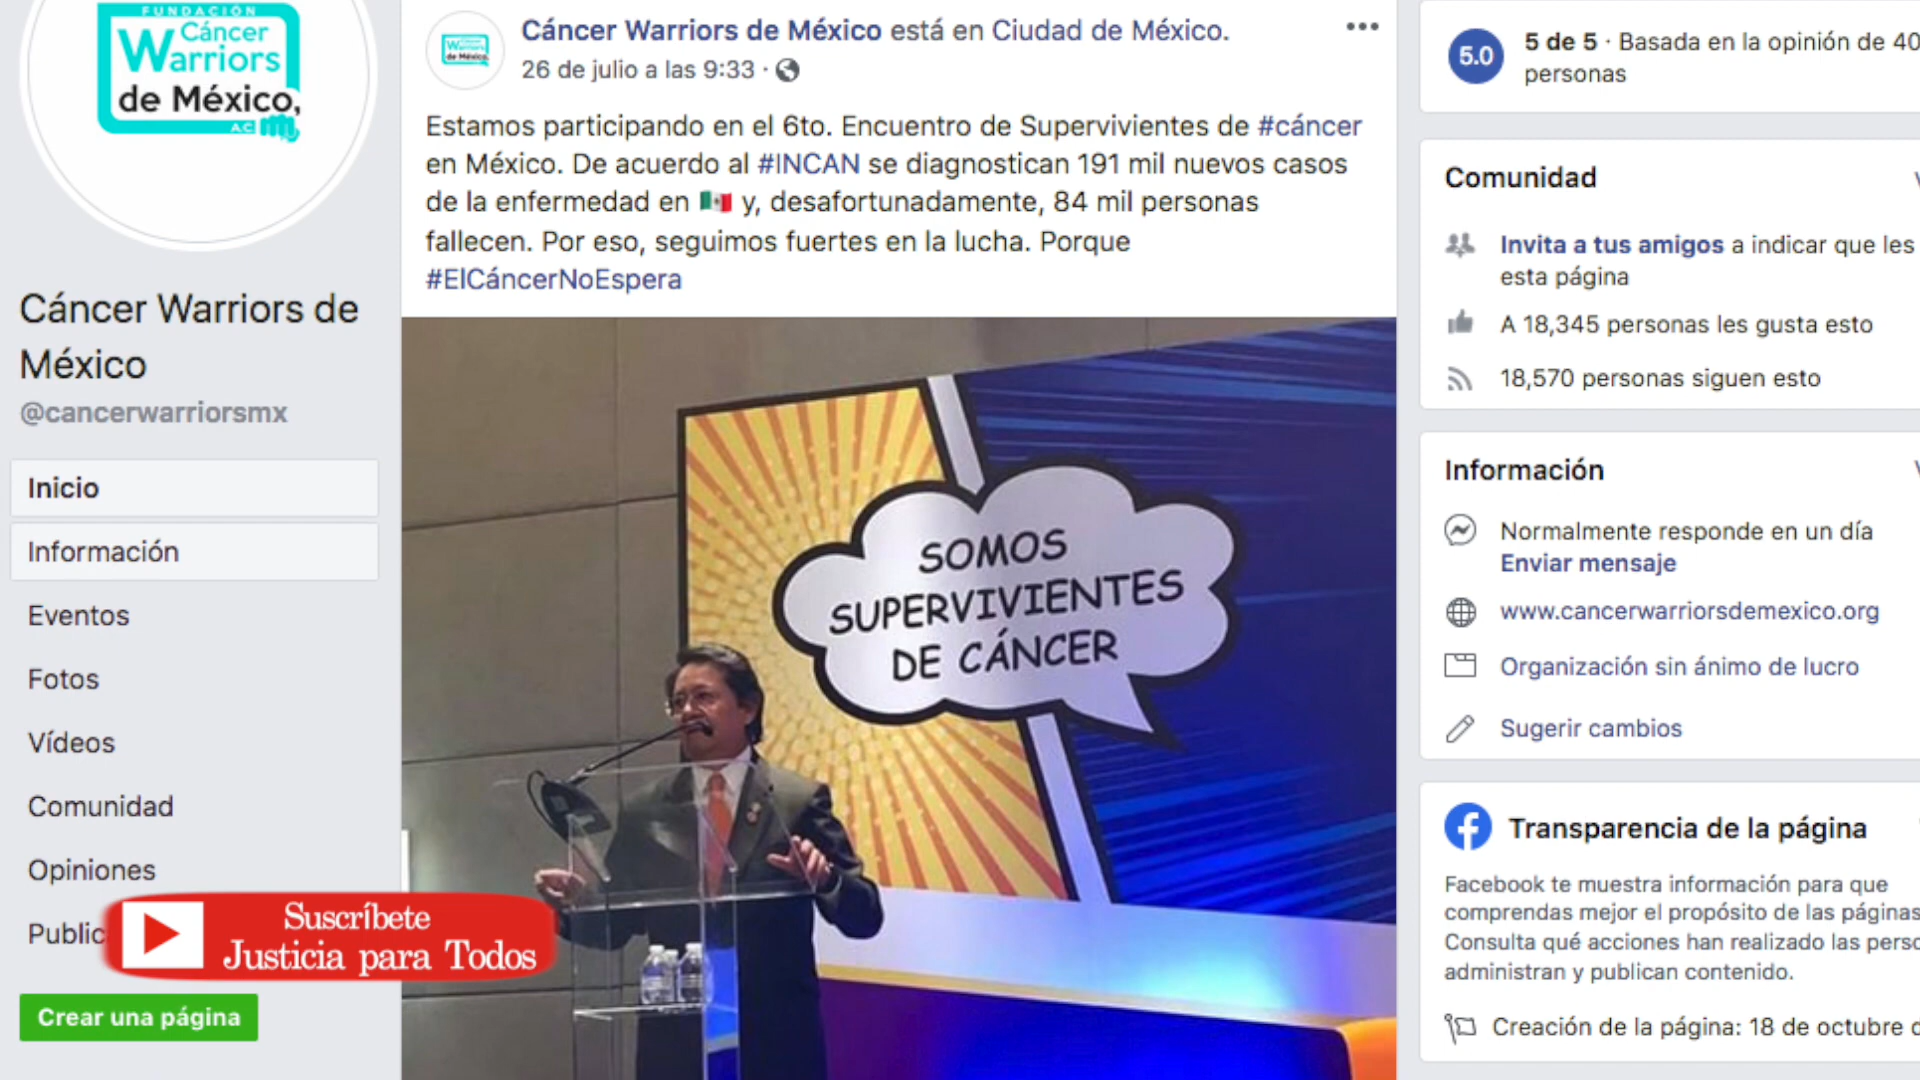 FUNDACIÓN
Cáncer
Warriors
de México,
A.C
Cáncer Warriors de
México
@cancerwarriorsmx
Inicio
Información
Eventos
Fotos
Vídeos
Comunidad
Opiniones
Public
Crear una página
Suscríbete
Justicia para Todos
Cáncer
Warriors
de México,
Cáncer Warriors de México está en Ciudad de México.
26 de julio a las 9:33 ·
Estamos participando en el 6to. Encuentro de Supervivientes de #cáncer
en México. De acuerdo al #INCAN se diagnostican 191 mil nuevos casos
de la enfermedad en 🇲🇽 y, desafortunadamente, 84 mil personas
fallecen. Por eso, seguimos fuertes en la lucha. Porque
#ElCáncerNoEspera
SOMOS
SUPERVIVIENTES
DE CÁNCER
5.0
5 de 5 · Basada en la opinión de 40
personas
Comunidad
Invita a tus amigos a indicar que les
esta página
A 18,345 personas les gusta esto
18,570 personas siguen esto
Información
Normalmente responde en un día
Enviar mensaje
www.cancerwarriorsdemexico.org
Organización sin ánimo de lucro
Sugerir cambios
Transparencia de la página
Facebook te muestra información para que
comprendas mejor el propósito de las páginas
Consulta qué acciones han realizado las perso
administran y publican contenido.
Creación de la página: 18 de octubre d